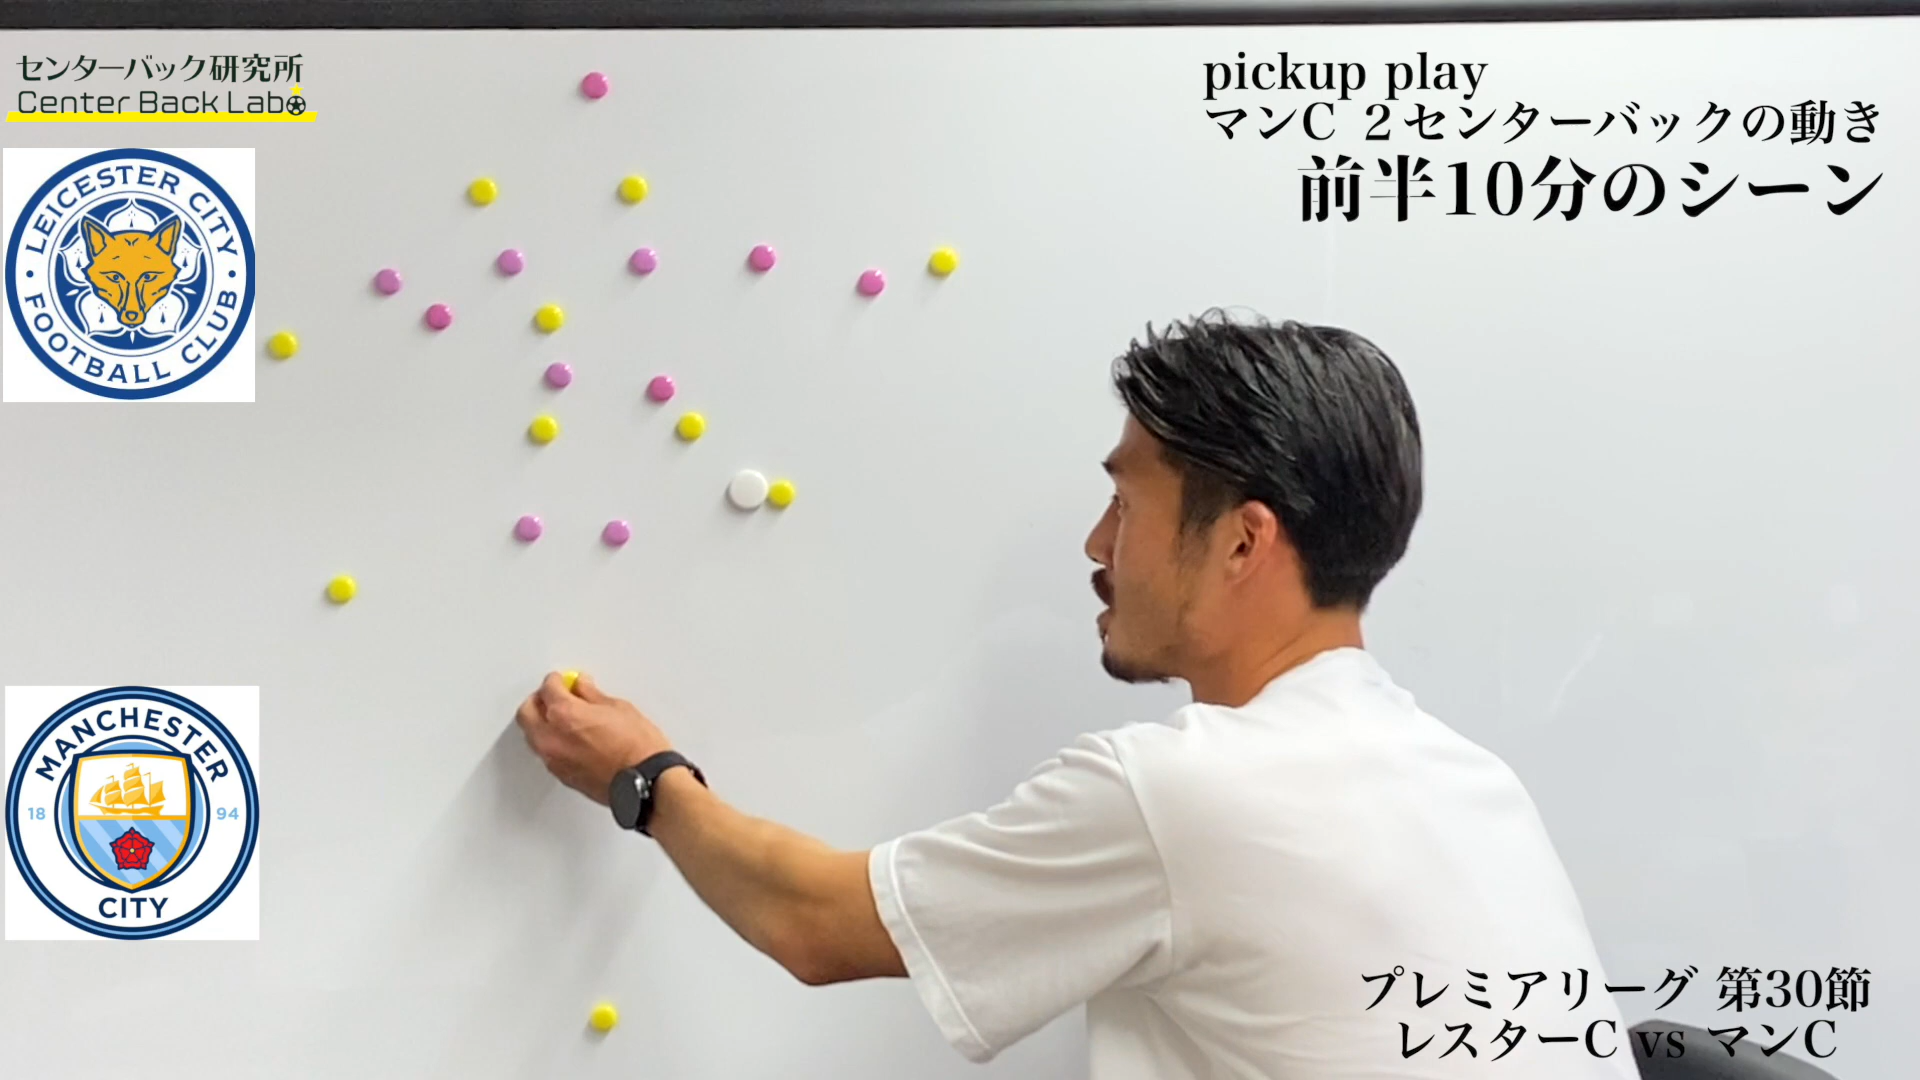 センターバック研究所
Center Back Labo
LEICESTER CITY
FOOTBALL CLUB
MANCHESTER
18 94
CITY
pickup play
マンC 2センターバックの動き
前半10分のシーン
プレミアリーグ 第30節
レスターC vs マンC